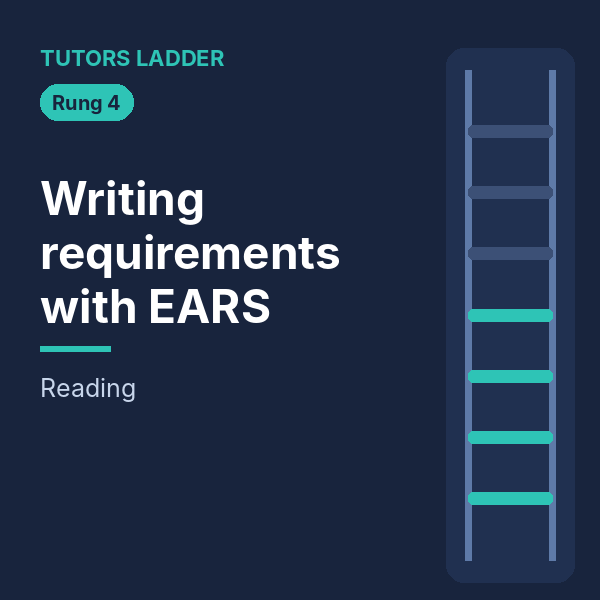 TUTORS LADDER
Rung 4
Writing
requirements
with EARS
Reading